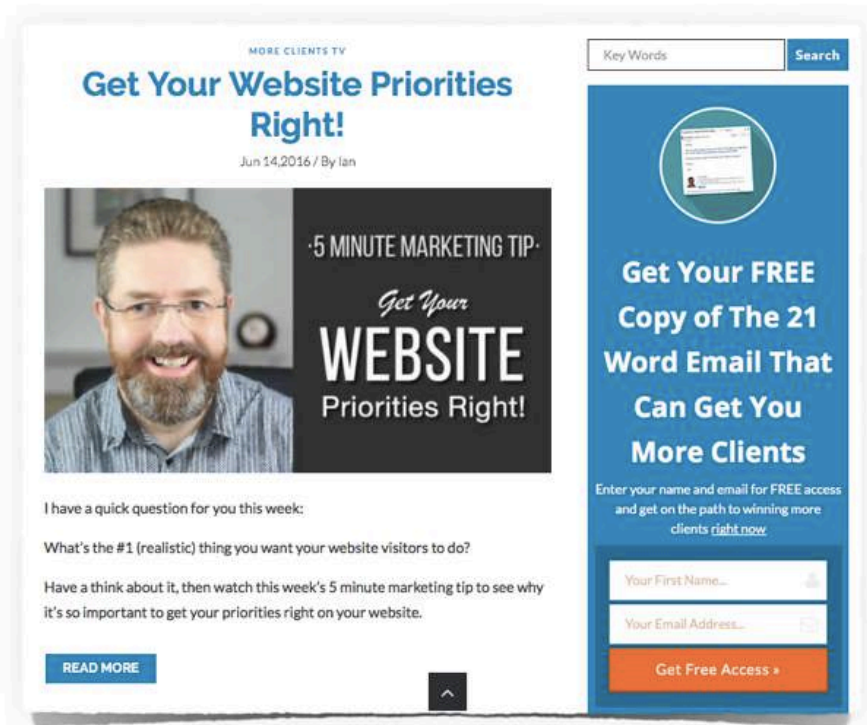 MORE CLIENTS TV
Get Your Website Priorities
Right!
Jun 14,2016 / By Ian
·5 MINUTE MARKETING TIP·
Get Your
WEBSITE
Priorities Right!
I have a quick question for you this week:
What's the #1 (realistic) thing you want your website visitors to do?
Have a think about it, then watch this week's 5 minute marketing tip to see why
it's so important to get your priorities right on your website.
READ MORE
Key Words
Search
Get Your FREE
Copy of The 21
Word Email That
Can Get You
More Clients
Enter your name and email for FREE access
and get on the path to winning more
clients right now
Your First Name...
Your Email Address...
Get Free Access »